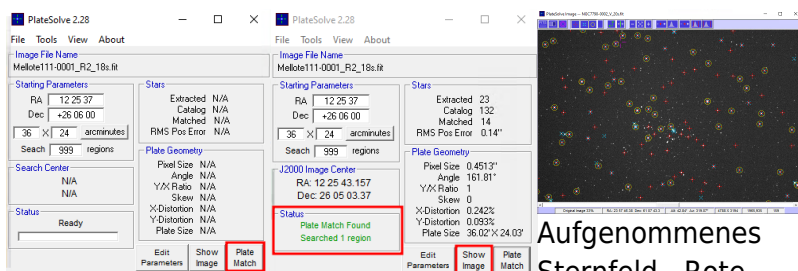 PlateSolve 2.28
File Tools View About
Image File Name
Mellote111-0001_R2_18s.fit
Starting Parameters
RA 12 25 37
Dec +26 06 00
36 X 24 arcminutes
Seach 999 regions
Search Center
N/A
N/A
Status
Ready
Stars
Extracted N/A
Catalog N/A
Matched N/A
RMS Pos Error N/A
Plate Geometry
Pixel Size N/A
Angle N/A
Y/X Ratio N/A
Skew N/A
X-Distortion N/A
Y-Distortion N/A
Plate Size N/A
Edit Parameters
Show Image
Plate Match
PlateSolve 2.28
File Tools View About
Image File Name
Mellote111-0001_R2_18s.fit
Starting Parameters
RA 12 25 37
Dec +26 06 00
36 X 24 arcminutes
Seach 999 regions
J2000 Image Center
RA: 12 25 43.157
Dec: 26 05 03.37
Status
Plate Match Found
Searched 1 region
Stars
Extracted 23
Catalog 132
Matched 14
RMS Pos Error 0.14"
Plate Geometry
Pixel Size 0.4513"
Angle 161.81°
Y/X Ratio 1
Skew 0
X-Distortion 0.242%
Y-Distortion 0.093%
Plate Size 36.02' X 24.03'
Edit Parameters
Show Image
Plate Match
Aufgenommenes
Sternfeld Rote